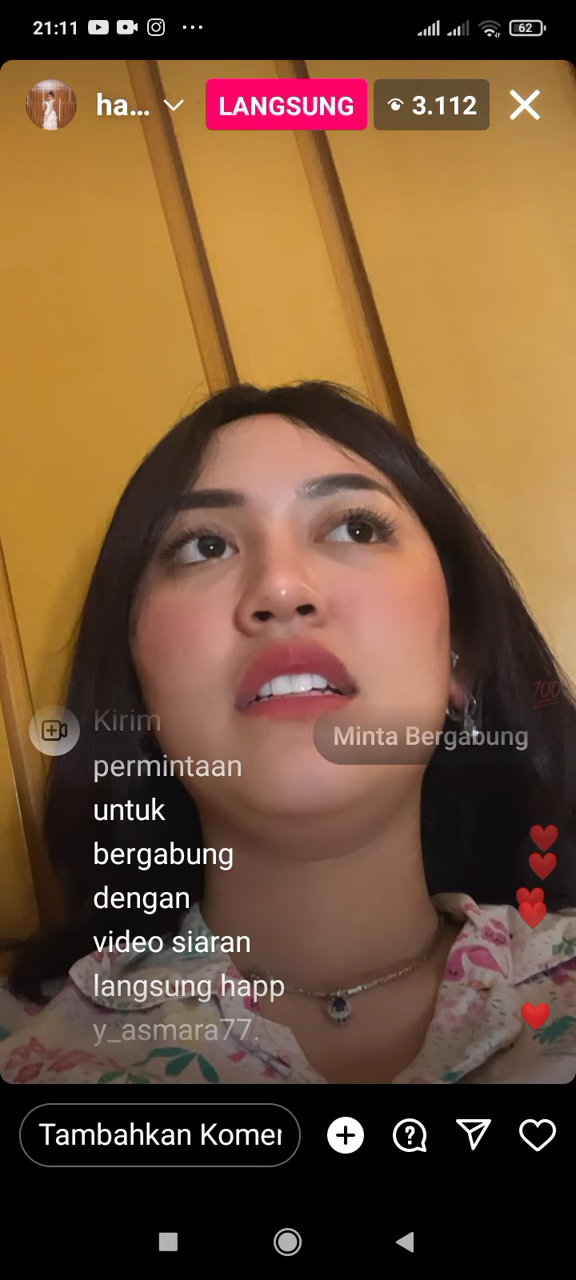 21:11
62
ha...
LANGSUNG
3.112
100
Kirim
Minta Bergabung
permintaan
untuk
bergabung
dengan
video siaran
langsung happ
y_asmara77.
Tambahkan Komer